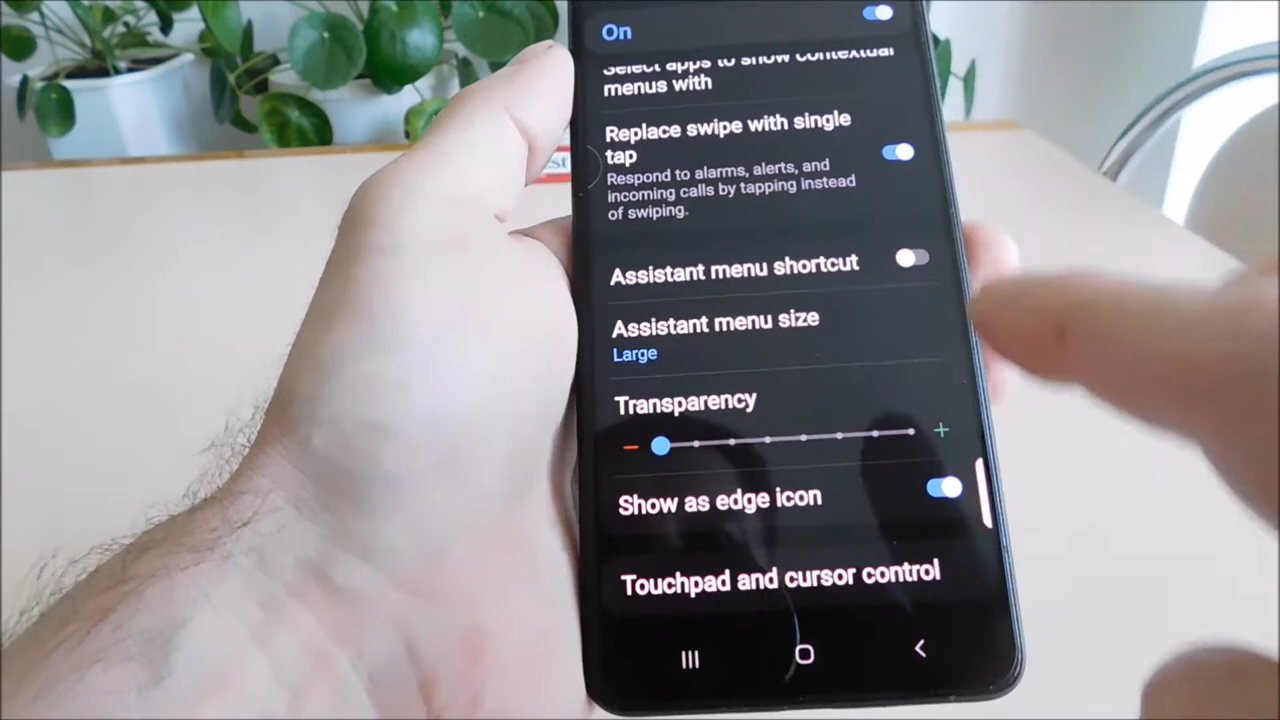 On
Select apps to show contextual
menus with
Replace swipe with single
tap
Respond to alarms, alerts, and
incoming calls by tapping instead
of swiping.
Assistant menu shortcut
Assistant menu size
Large
Transparency
Show as edge icon
Touchpad and cursor control